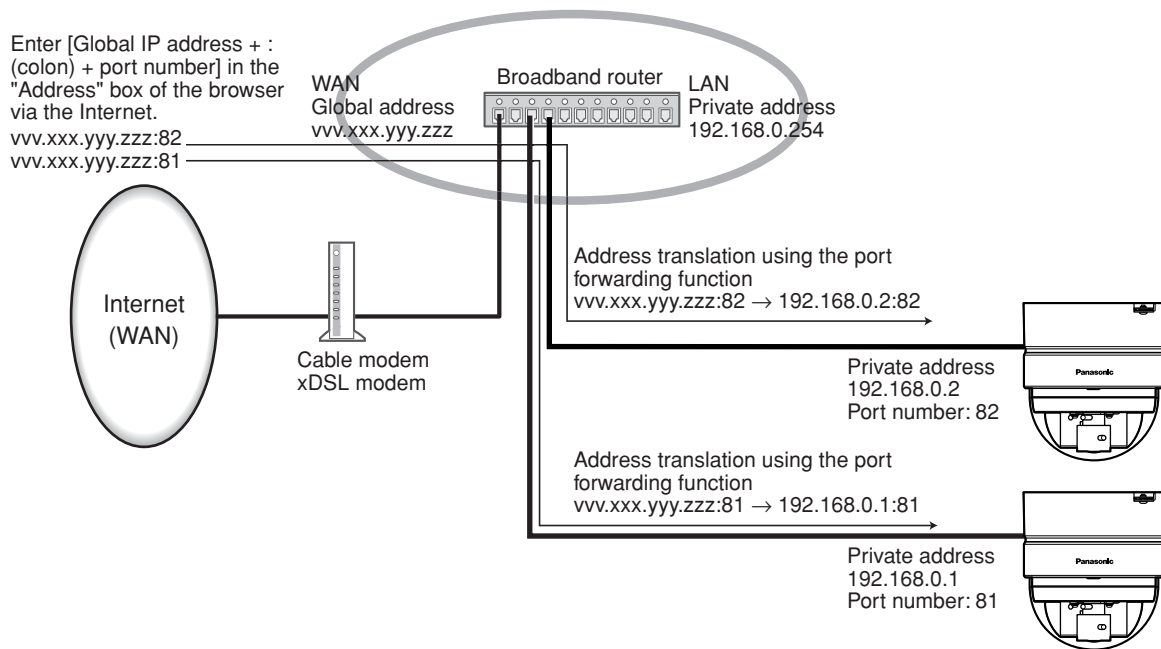 Enter [Global IP address + :
(colon) + port number] in the
"Address" box of the browser
via the Internet.
vvv.xxx.yyy.zzz:82
vvv.xxx.yyy.zzz:81
WAN
Global address
vvv.xxx.yyy.zzz
Broadband router
LAN
Private address
192.168.0.254
Internet
(WAN)
Cable modem
xDSL modem
Address translation using the port
forwarding function
vvv.xxx.yyy.zzz:82 → 192.168.0.2:82
Private address
192.168.0.2
Port number: 82
Panasonic
Address translation using the port
forwarding function
vvv.xxx.yyy.zzz:81 → 192.168.0.1:81
Private address
192.168.0.1
Port number: 81
Panasonic